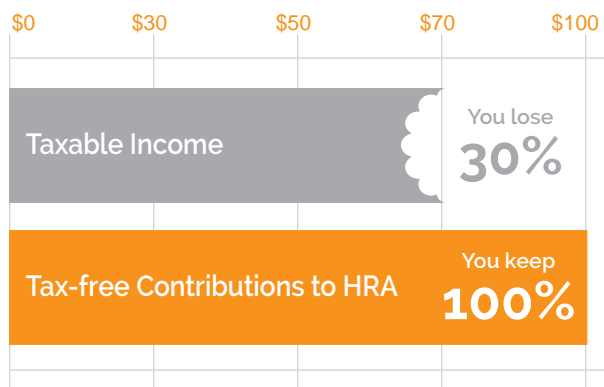 $0 $30 $50 $70 $100
Taxable Income
You lose
30%
Tax-free Contributions to HRA
You keep
100%